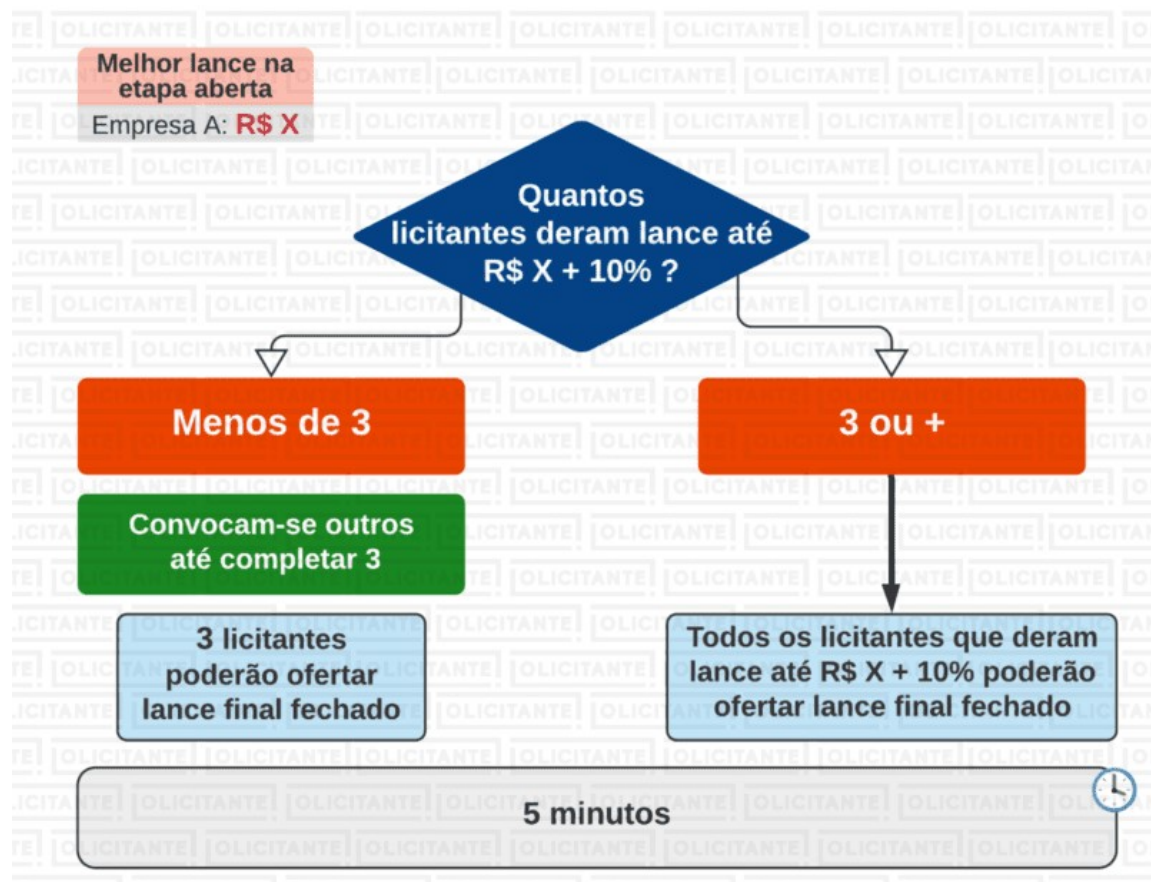 Melhor lance na
etapa aberta
Empresa A: R$ X
Quantos
licitantes deram lance até
R$ X + 10% ?
Menos de 3
3 ou +
Convocam-se outros
até completar 3
3 licitantes
poderão ofertar
lance final fechado
Todos os licitantes que deram
lance até R$ X + 10% poderão
ofertar lance final fechado
5 minutos
OLICITANTE